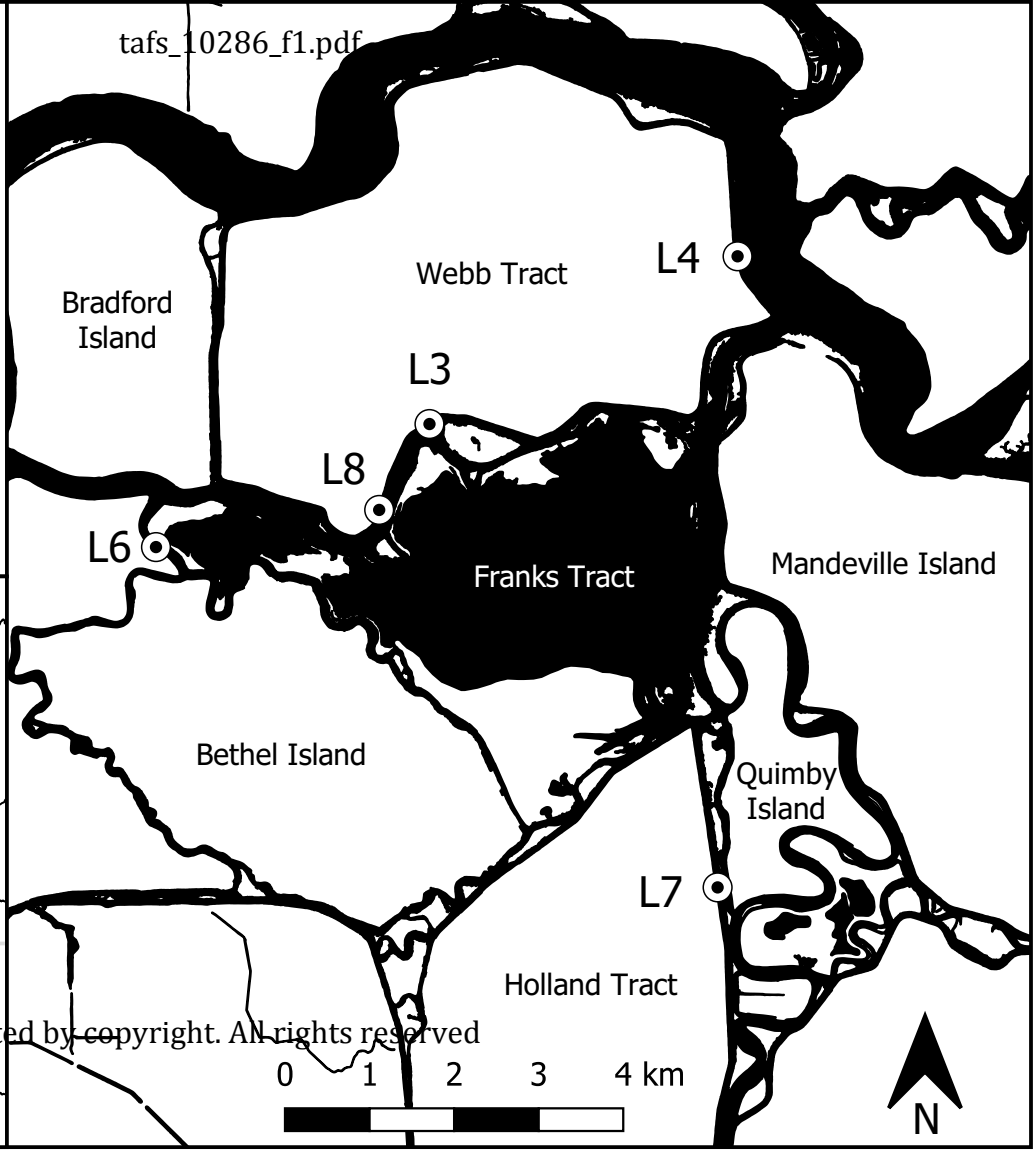 tafs_10286_f1.pdf
L4
Webb Tract
Bradford
Island
L3
L8
L6
Franks Tract
Mandeville Island
Bethel Island
Quimby
Island
L7
Holland Tract
ted by copyright. All rights reserved
0 1 2 3 4 km
N